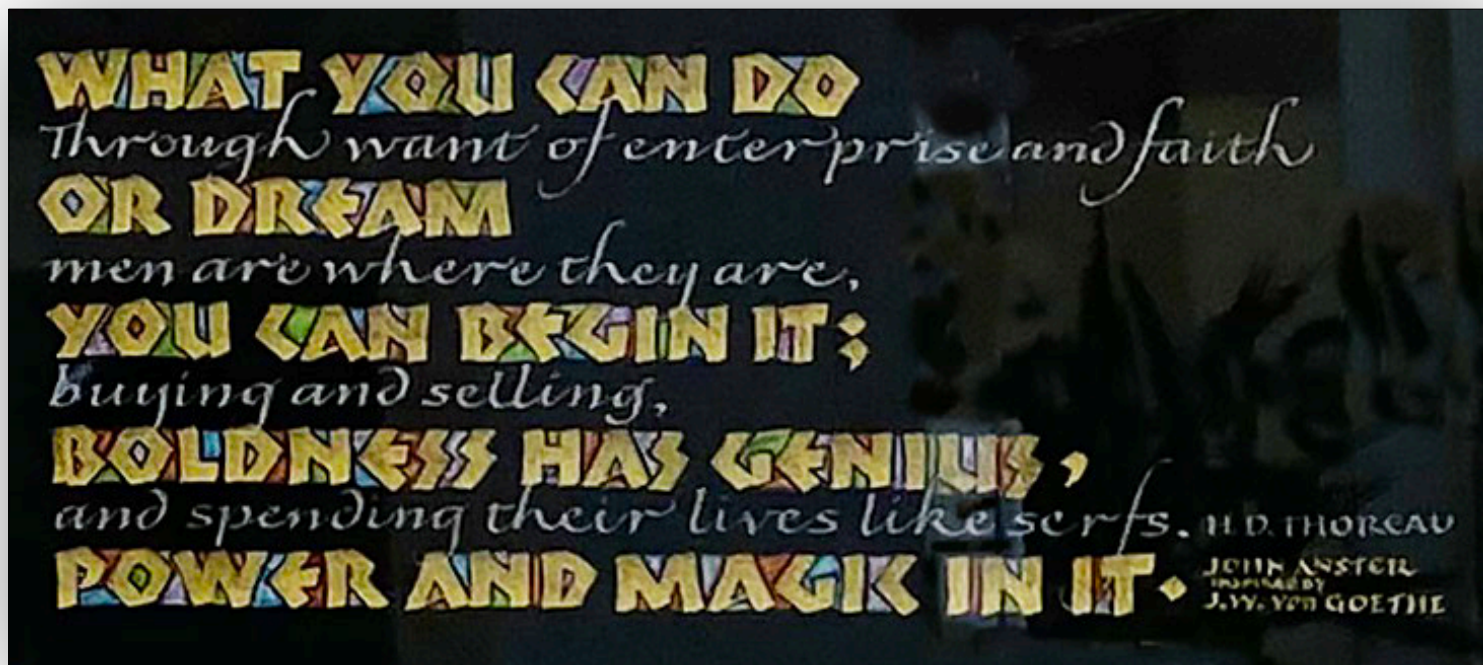 WHAT YOU CAN DO
Through want of enterprise and faith
OR DREAM
men are where they are,
YOU CAN BEGIN IT;
buying and selling,
BOLDNESS HAS GENIUS,
and spending their lives like serfs. H.D. THOREAU
POWER AND MAGIC IN IT.
JOHN ANSTER
INSPIRED BY
J.W. von GOETHE